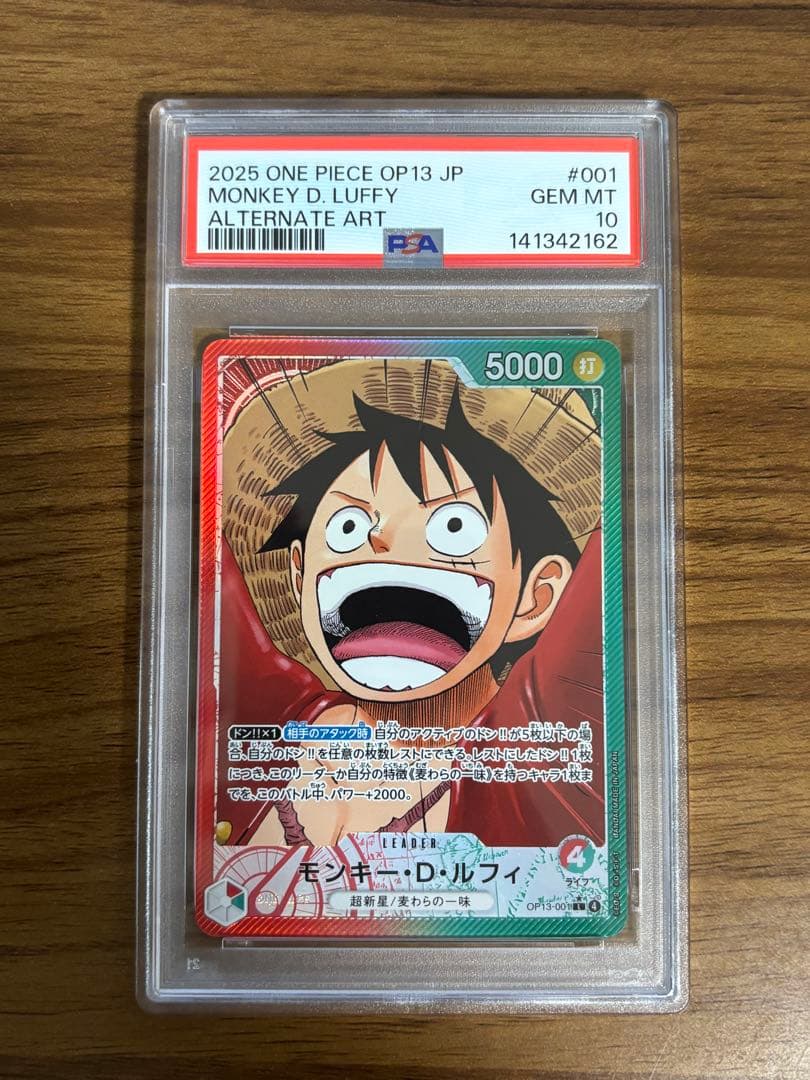 2025 ONE PIECE OP13 JP #001
MONKEY D. LUFFY GEM MT
ALTERNATE ART 10
PSA 141342162
5000 打
ドン!!×1 相手のアタック時 自分のアクティブのドン!!が5枚以下の場
合、自分のドン!!を任意の枚数レストにできる。レストにしたドン!!1枚
につき、このリーダーか自分の特徴《麦わらの一味》を持つキャラ1枚ま
でを、このバトル中、パワー+2000。
LEADER
モンキー・D・ルフィ
4
ライフ
超新星/麦わらの一味
OP13-001 L 4